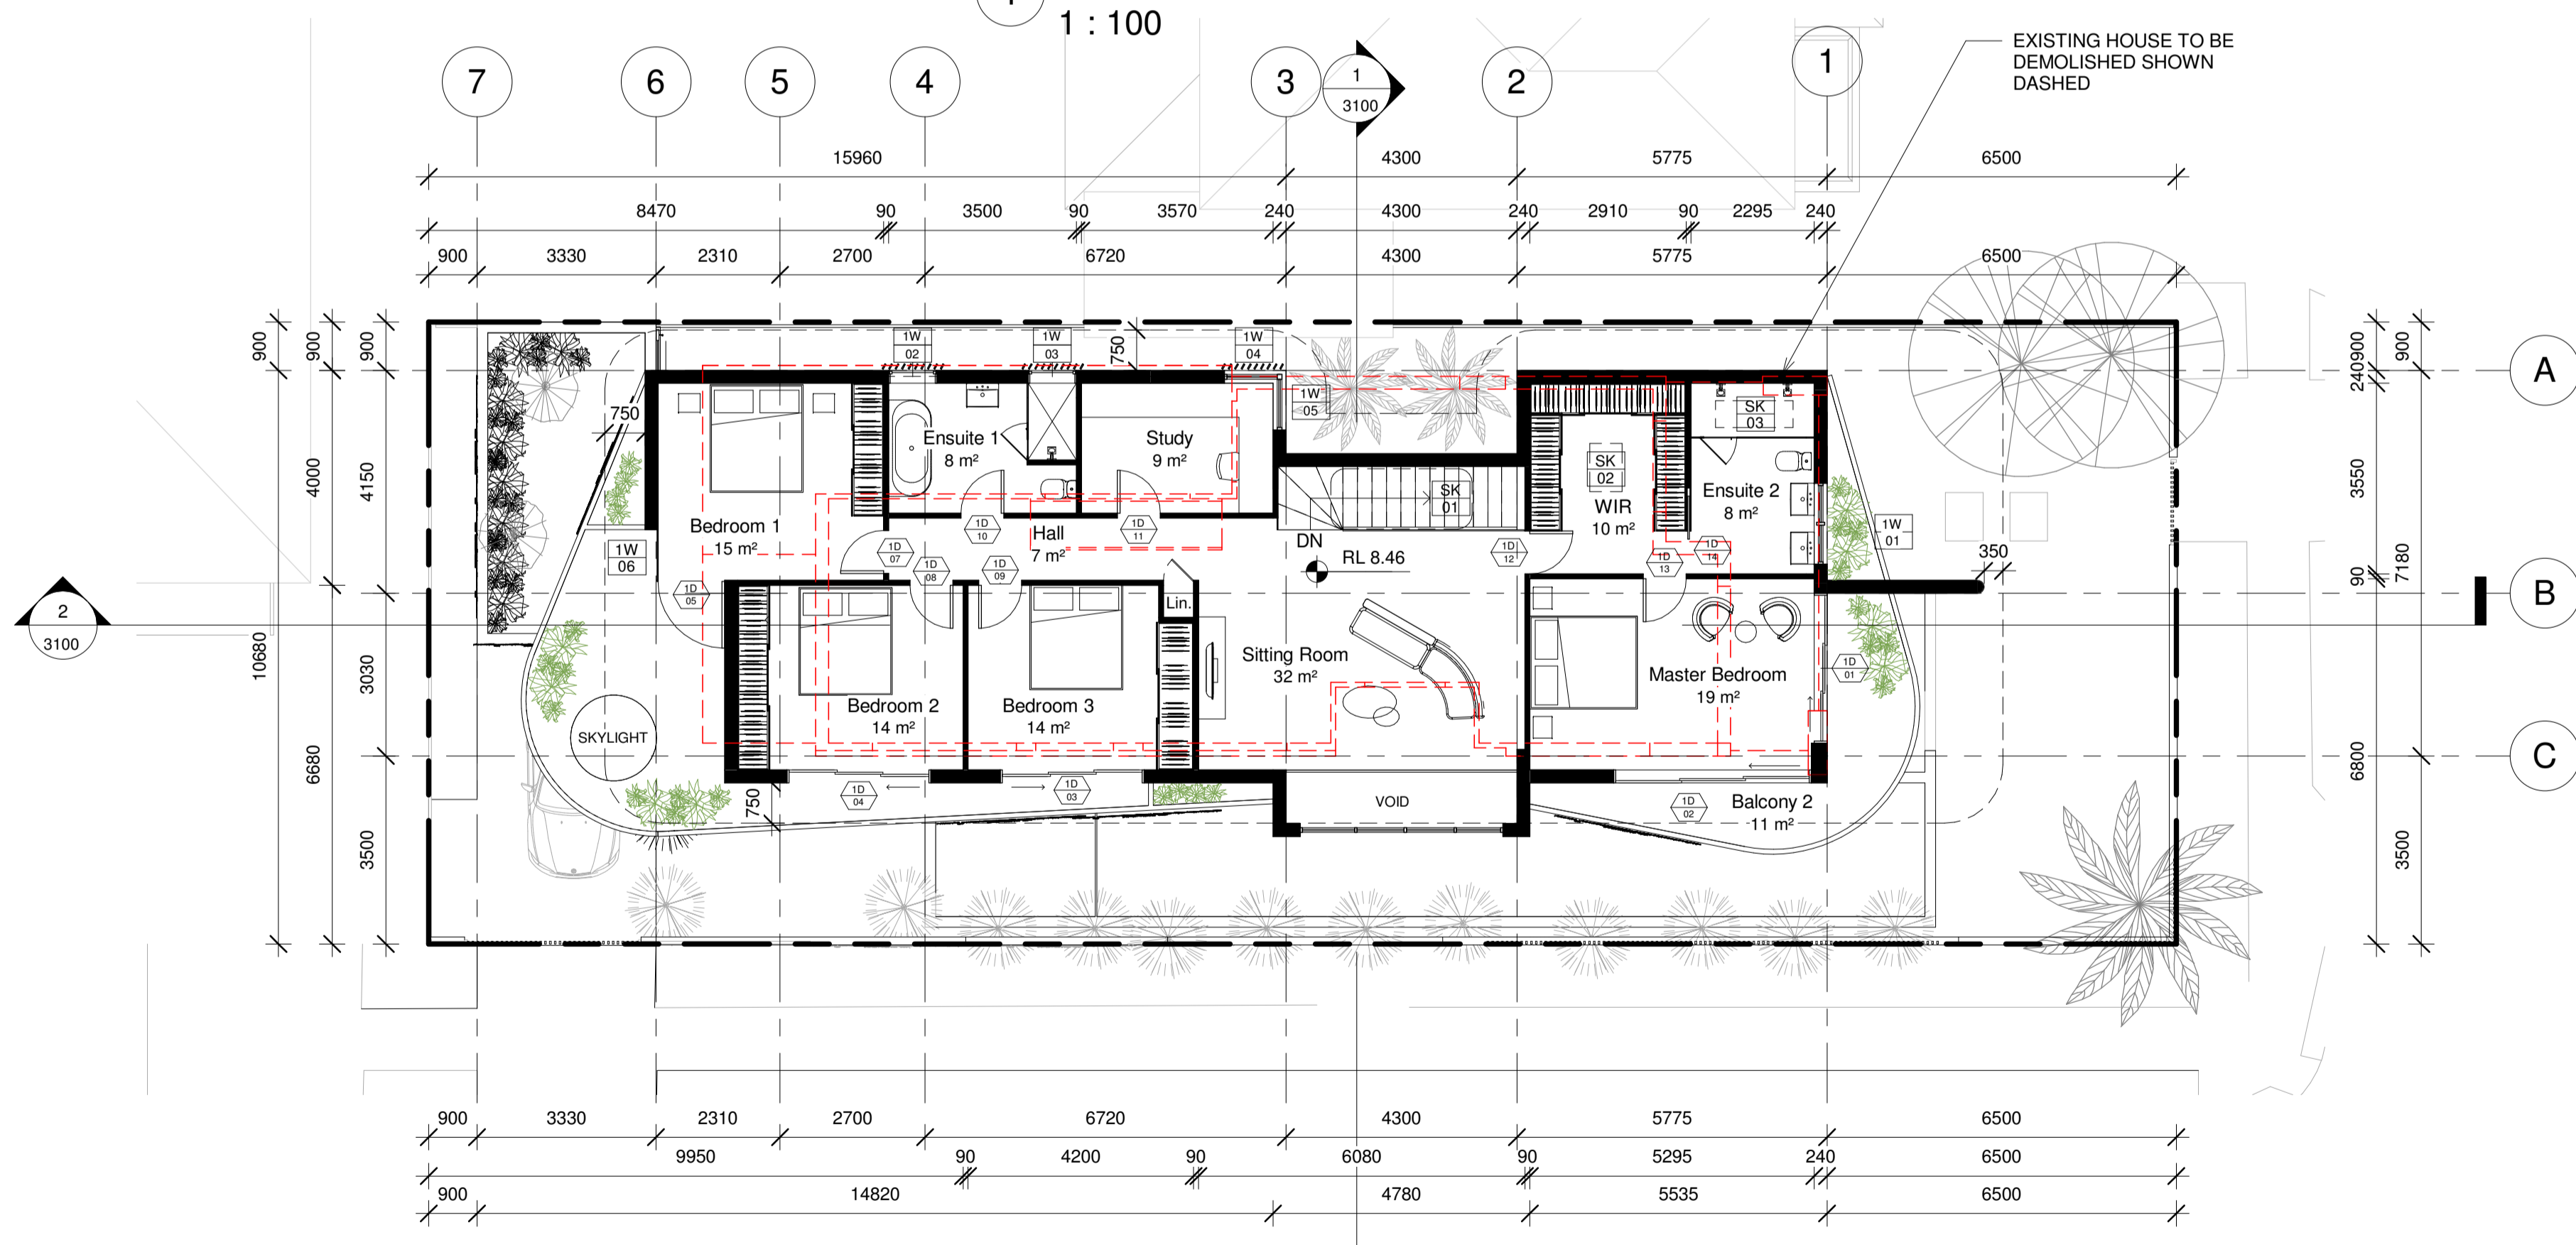 1 : 100
7
6
5
4
3
1
3100
2
1
EXISTING HOUSE TO BE
DEMOLISHED SHOWN
DASHED
15960
4300
5775
6500
8470
90
3500
90
3570
240
4300
240
2910
90
2295
240
900
3330
2310
2700
6720
4300
5775
6500
900
900
900
4000
4150
10680
6680
3030
3500
750
750
750
350
1W
02
1W
03
1W
04
1W
05
1W
06
1W
01
Ensuite 1
8 m²
Study
9 m²
SK
03
SK
02
SK
01
WIR
10 m²
Ensuite 2
8 m²
Bedroom 1
15 m²
Hall
7 m²
1D
10
1D
11
1D
07
1D
08
1D
09
1D
05
1D
12
1D
13
1D
14
DN
RL 8.46
Lin.
Sitting Room
32 m²
Master Bedroom
19 m²
1D
01
Bedroom 2
14 m²
Bedroom 3
14 m²
SKYLIGHT
1D
04
1D
03
VOID
1D
02
Balcony 2
11 m²
2
3100
900
240
3550
90
6800
900
7180
3500
A
B
C
900
3330
2310
2700
6720
4300
5775
6500
9950
90
4200
90
6080
90
5295
240
6500
900
14820
4780
5535
6500